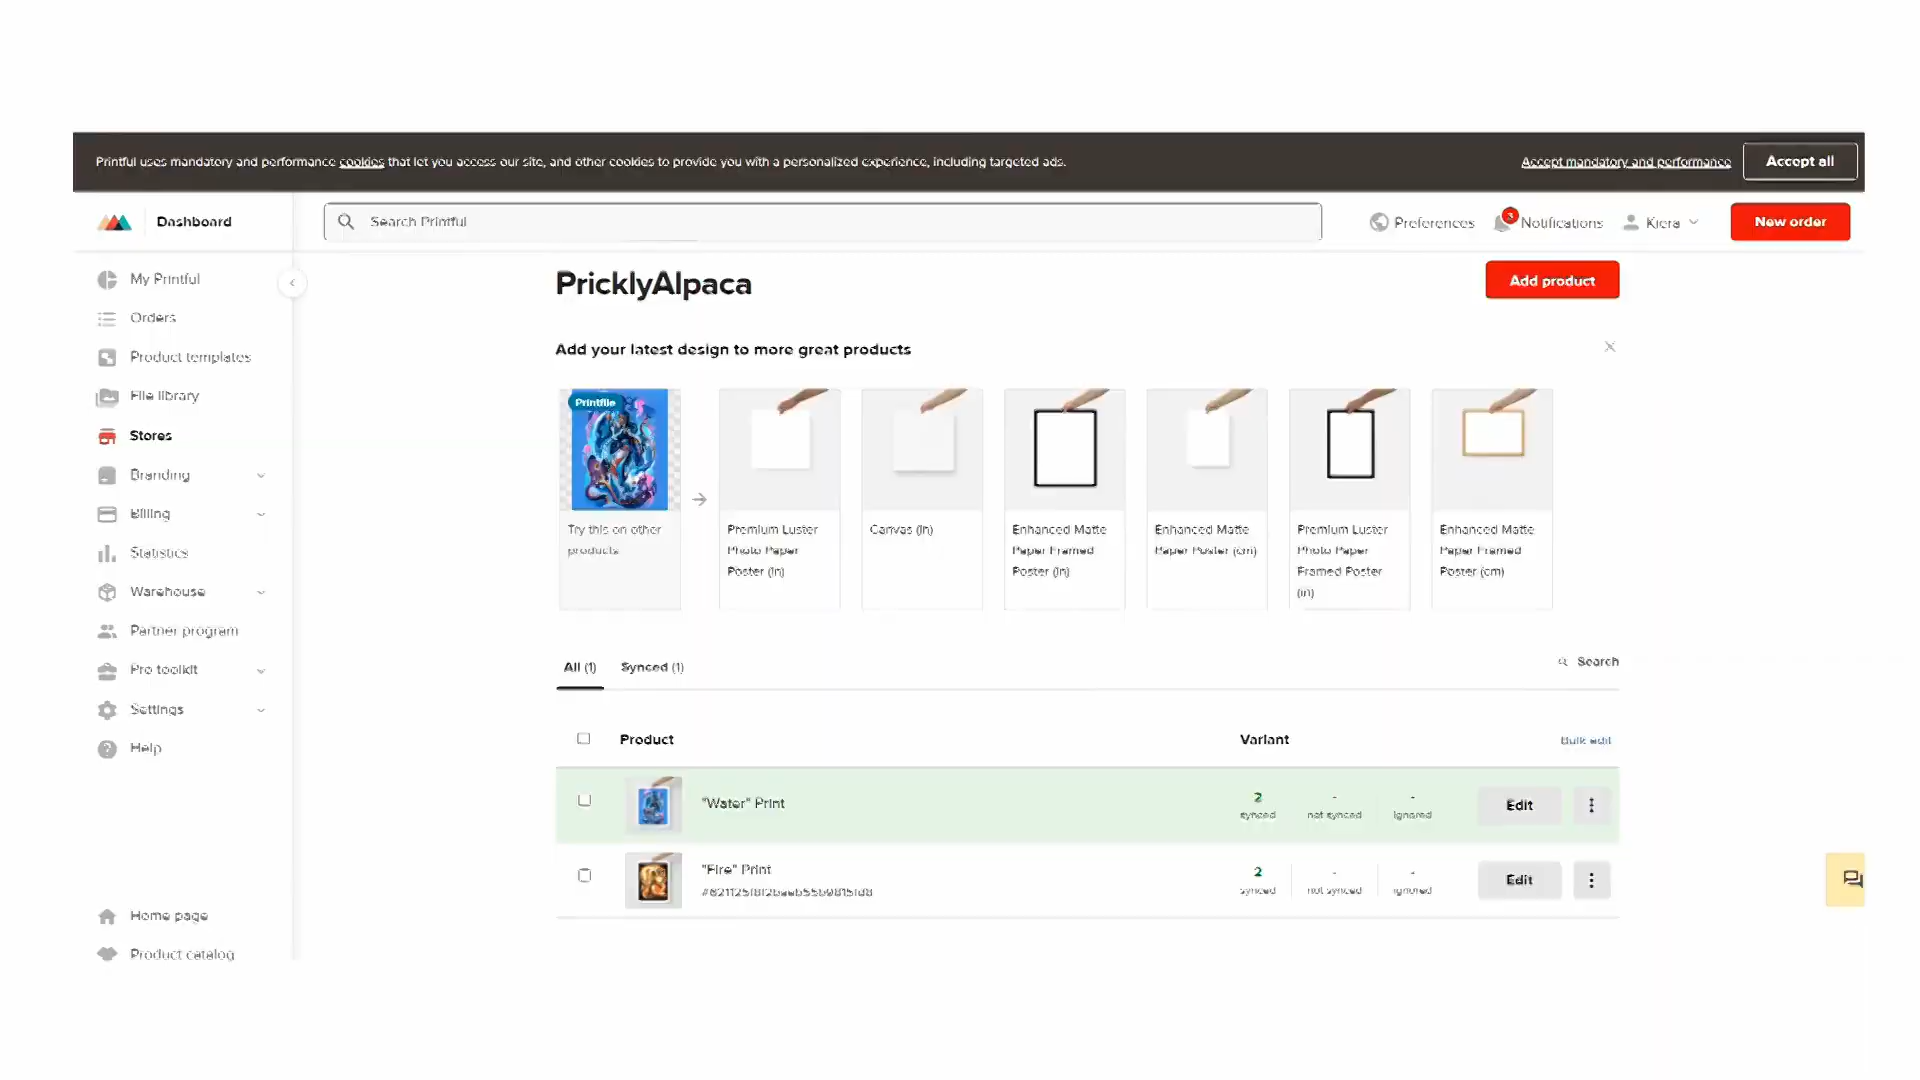 Printful uses mandatory and performance cookies that let you access our site, and other cookies to provide you with a personalized experience, including targeted ads.
Accept mandatory and performance
Accept all
Dashboard
Search Printful
Preferences
3
Notifications
Kiera
New order
My Printful
Orders
Product templates
File library
Stores
Branding
Billing
Statistics
Warehouse
Partner program
Pro toolkit
Settings
Help
Home page
Product catalog
PricklyAlpaca
Add product
Add your latest design to more great products
Printfile
Try this on other
products
Premium Luster
Photo Paper
Poster (in)
Canvas (in)
Enhanced Matte
Paper Framed
Poster (in)
Enhanced Matte
Paper Poster (cm)
Premium Luster
Photo Paper
Framed Poster
(in)
Enhanced Matte
Paper Framed
Poster (cm)
All (1)
Synced (1)
Search
Product
Variant
Bulk edit
"Water" Print
2
synced
-
not synced
-
ignored
Edit
"Fire" Print
2
synced
-
not synced
-
ignored
Edit